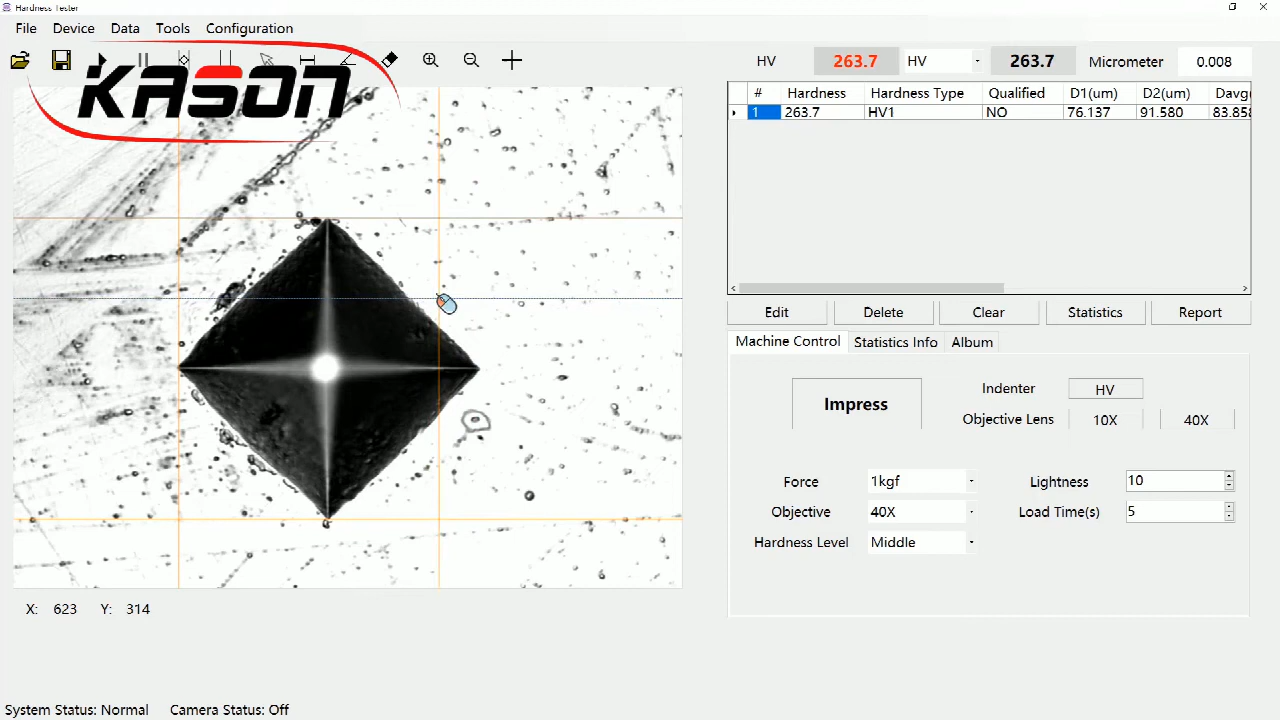 Hardness Tester
File Device Data Tools Configuration
KASON
HV 263.7 HV 263.7 Micrometer 0.008
# Hardness Hardness Type Qualified D1(um) D2(um) Davg
1 263.7 HV1 NO 76.137 91.580 83.858
Edit Delete Clear Statistics Report
Machine Control Statistics Info Album
Impress
Indenter HV
Objective Lens 10X 40X
Force 1kgf Lightness 10
Objective 40X Load Time(s) 5
Hardness Level Middle
X: 623 Y: 314
System Status: Normal Camera Status: Off